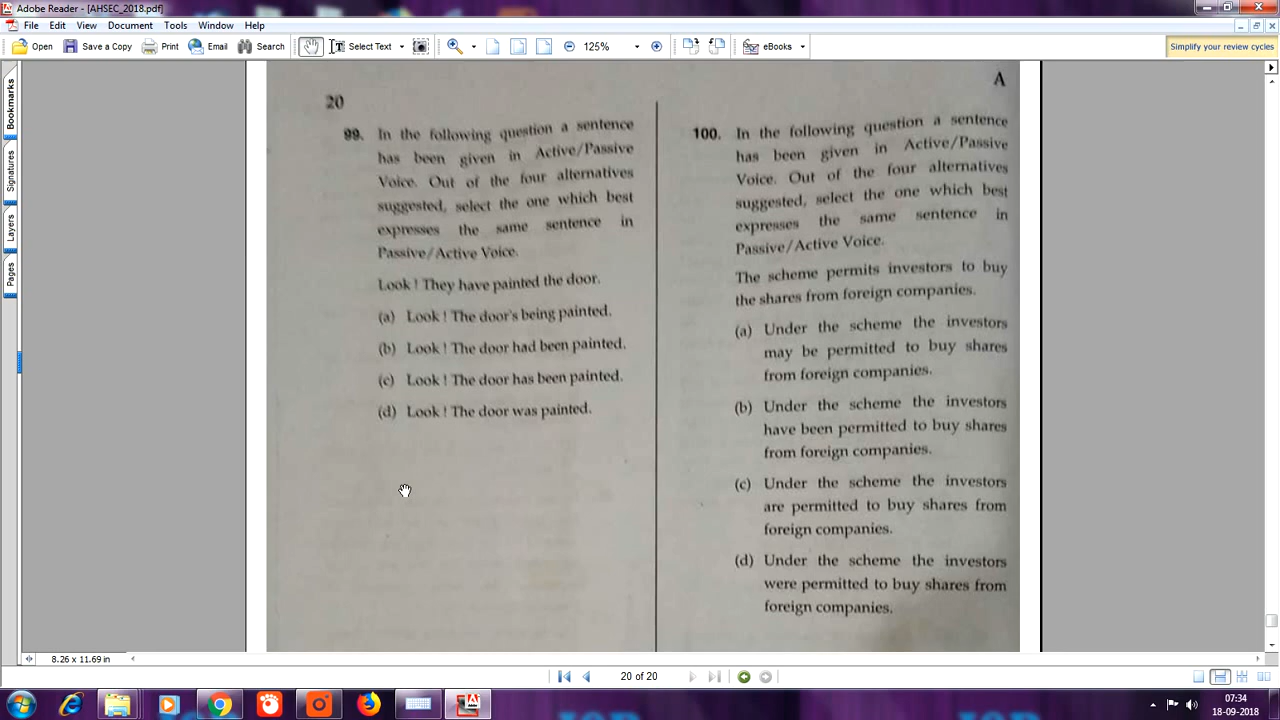 Adobe Reader - [AHSEC_2018.pdf]
File Edit View Document Tools Window Help
Open Save a Copy Print Email Search Select Text 125% eBooks
Simplify your review cycles
Bookmarks
Signatures
Layers
Pages
20
99. In the following question a sentence
has been given in Active/Passive
Voice. Out of the four alternatives
suggested, select the one which best
expresses the same sentence in
Passive/Active Voice.
Look ! They have painted the door.
(a) Look ! The door's being painted.
(b) Look ! The door had been painted.
(c) Look ! The door has been painted.
(d) Look ! The door was painted.
A
100. In the following question a sentence
has been given in Active/Passive
Voice. Out of the four alternatives
suggested, select the one which best
expresses the same sentence in
Passive/Active Voice.
The scheme permits investors to buy
the shares from foreign companies.
(a) Under the scheme the investors
may be permitted to buy shares
from foreign companies.
(b) Under the scheme the investors
have been permitted to buy shares
from foreign companies.
(c) Under the scheme the investors
are permitted to buy shares from
foreign companies.
(d) Under the scheme the investors
were permitted to buy shares from
foreign companies.
8.26 x 11.69 in
20 of 20
07:34
18-09-2018